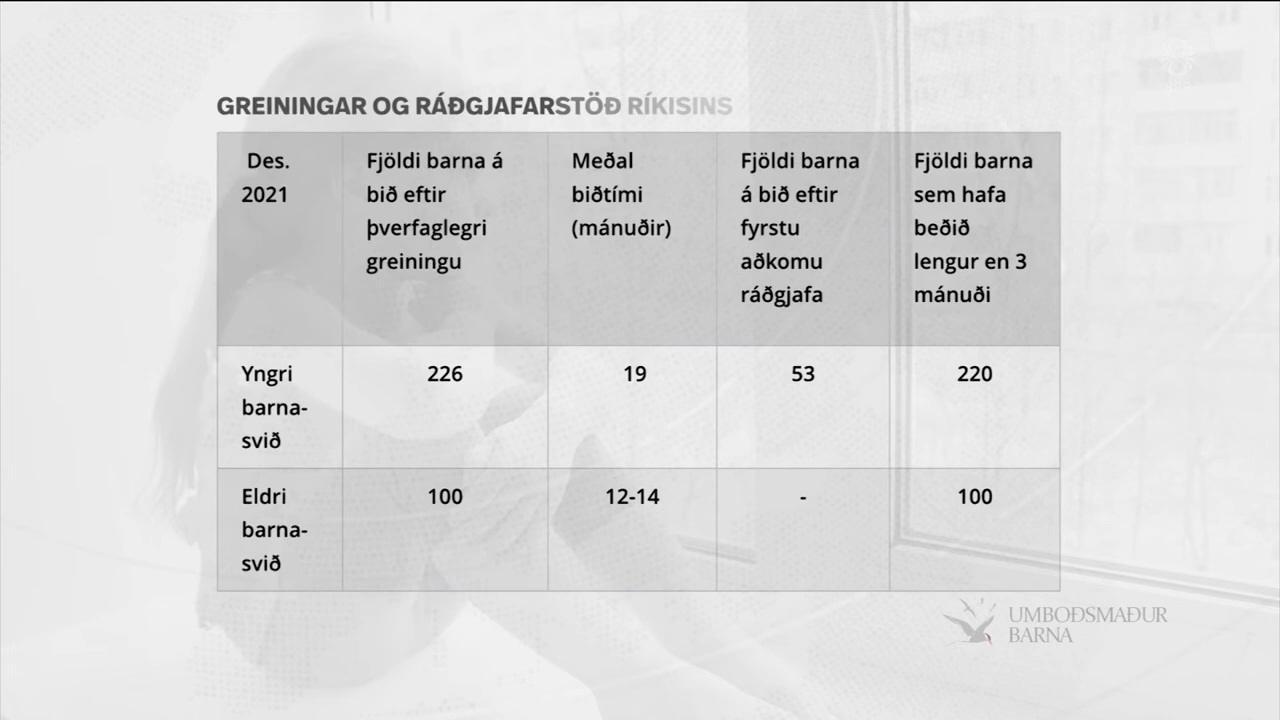 GREININGAR OG RÁÐGJAFARSTÖÐ RÍKISINS
Des.
2021
Fjöldi barna á
bið eftir
þverfaglegri
greiningu
Meðal
biðtími
(mánuðir)
Fjöldi barna
á bið eftir
fyrstu
aðkomu
ráðgjafa
Fjöldi barna
sem hafa
beðið
lengur en 3
mánuði
Yngri
barna-
svið
226
19
53
220
Eldri
barna-
svið
100
12-14
-
100
UMBOÐSMAÐUR
BARNA